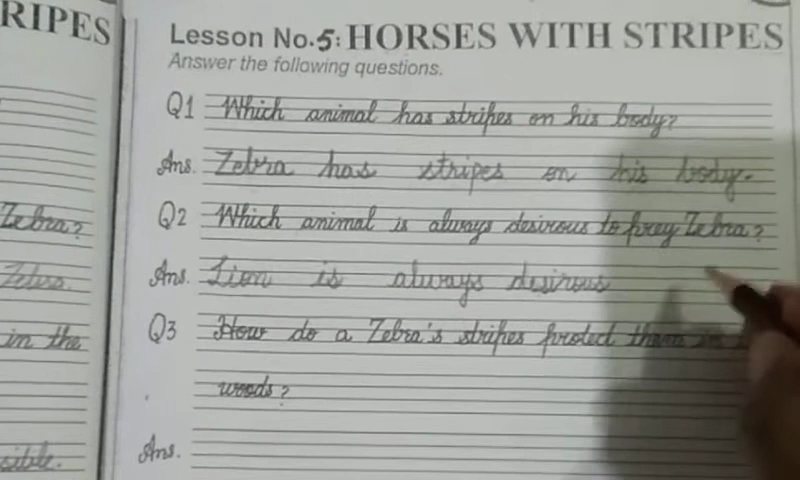 RIPES
Lesson No.5: HORSES WITH STRIPES
Answer the following questions.
Q1 Which animal has stripes on his body?
Ans. Zebra has stripes on his body.
Q2 Which animal is always desirous to prey Zebra?
Zebra?
Ans. Lion is always desirous
Zebra.
Q3 How do a Zebra's stripes protect them in
in the
woods?
Ans.
sible.